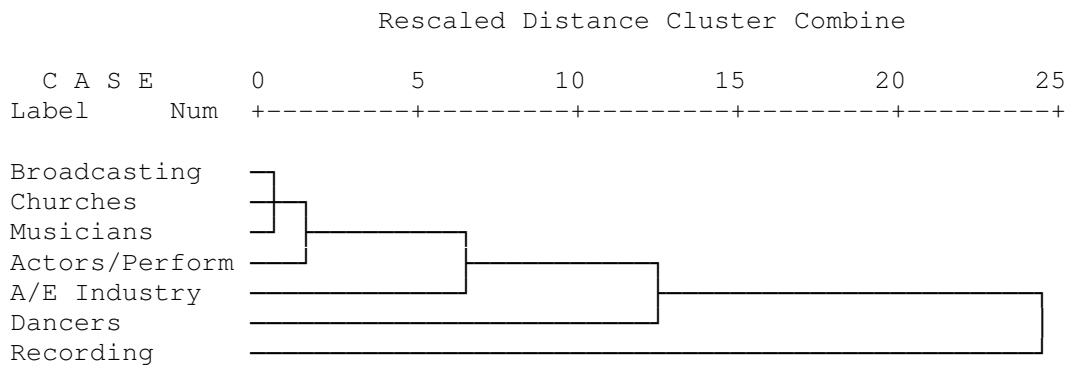 Rescaled Distance Cluster Combine
C A S E 0 5 10 15 20 25
Label Num +---------+---------+---------+---------+---------+
Broadcasting
Churches
Musicians
Actors/Perform
A/E Industry
Dancers
Recording